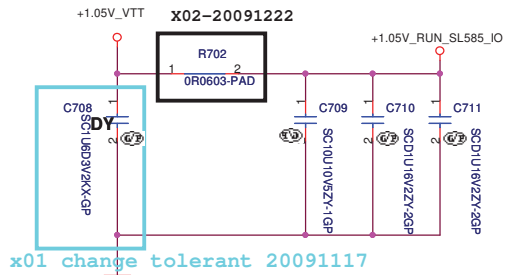 +1.05V_VTT
X02-20091222
+1.05V_RUN_SL585_IO
R702
1 2
0R0603-PAD
C708
1
DY
2
SC1U6D3V2KX-GP
C709
1
SC10U10V5ZY-1GP
C710
1
2
SCD1U16V2ZY-2GP
C711
1
2
SCD1U16V2ZY-2GP
x01 change tolerant 20091117